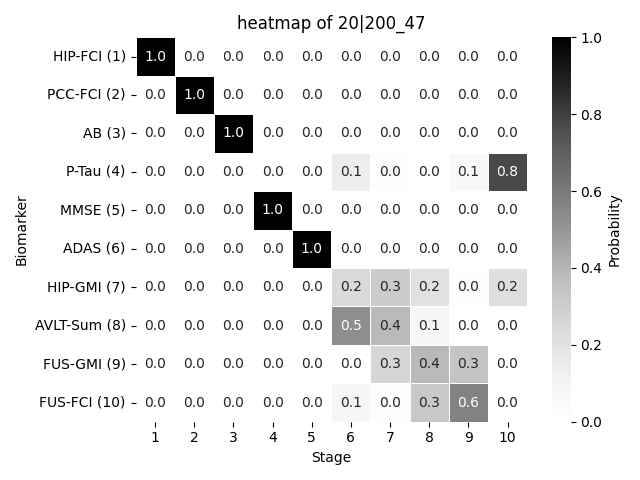 heatmap of 20|200_47
HIP-FCI (1) 1.0 0.0 0.0 0.0 0.0 0.0 0.0 0.0 0.0 0.0
PCC-FCI (2) 0.0 1.0 0.0 0.0 0.0 0.0 0.0 0.0 0.0 0.0
AB (3) 0.0 0.0 1.0 0.0 0.0 0.0 0.0 0.0 0.0 0.0
P-Tau (4) 0.0 0.0 0.0 0.0 0.0 0.1 0.0 0.0 0.1 0.8
MMSE (5) 0.0 0.0 0.0 1.0 0.0 0.0 0.0 0.0 0.0 0.0
ADAS (6) 0.0 0.0 0.0 0.0 1.0 0.0 0.0 0.0 0.0 0.0
HIP-GMI (7) 0.0 0.0 0.0 0.0 0.0 0.2 0.3 0.2 0.0 0.2
AVLT-Sum (8) 0.0 0.0 0.0 0.0 0.0 0.5 0.4 0.1 0.0 0.0
FUS-GMI (9) 0.0 0.0 0.0 0.0 0.0 0.0 0.3 0.4 0.3 0.0
FUS-FCI (10) 0.0 0.0 0.0 0.0 0.0 0.1 0.0 0.3 0.6 0.0
1 2 3 4 5 6 7 8 9 10
Stage
Biomarker
1.0
0.8
0.6
0.4
0.2
0.0
Probability